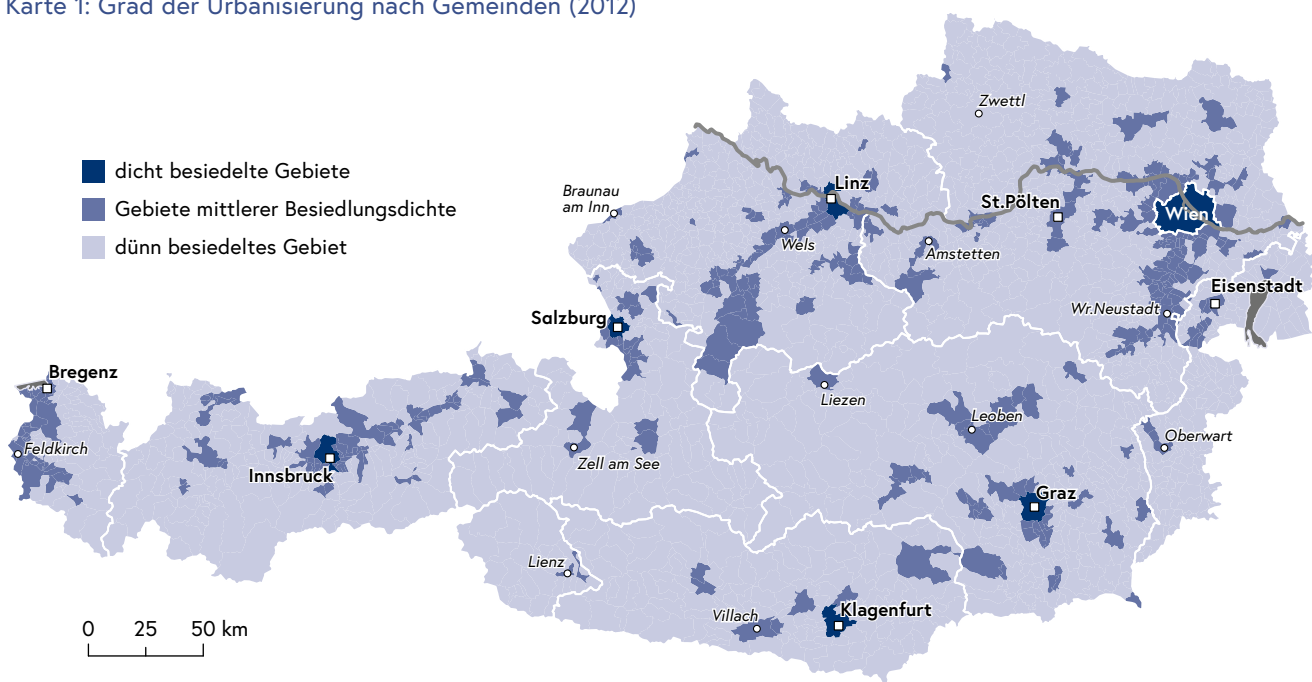 Karte 1: Grad der Urbanisierung nach Gemeinden (2012)
dicht besiedelte Gebiete
Gebiete mittlerer Besiedlungsdichte
dünn besiedeltes Gebiet
Zwettl
Braunau
am Inn
Linz
St.Pölten
Wien
Wels
Amstetten
Eisenstadt
Wr.Neustadt
Salzburg
Bregenz
Liezen
Leoben
Feldkirch
Oberwart
Zell am See
Innsbruck
Graz
Lienz
Villach
Klagenfurt
0 25 50 km